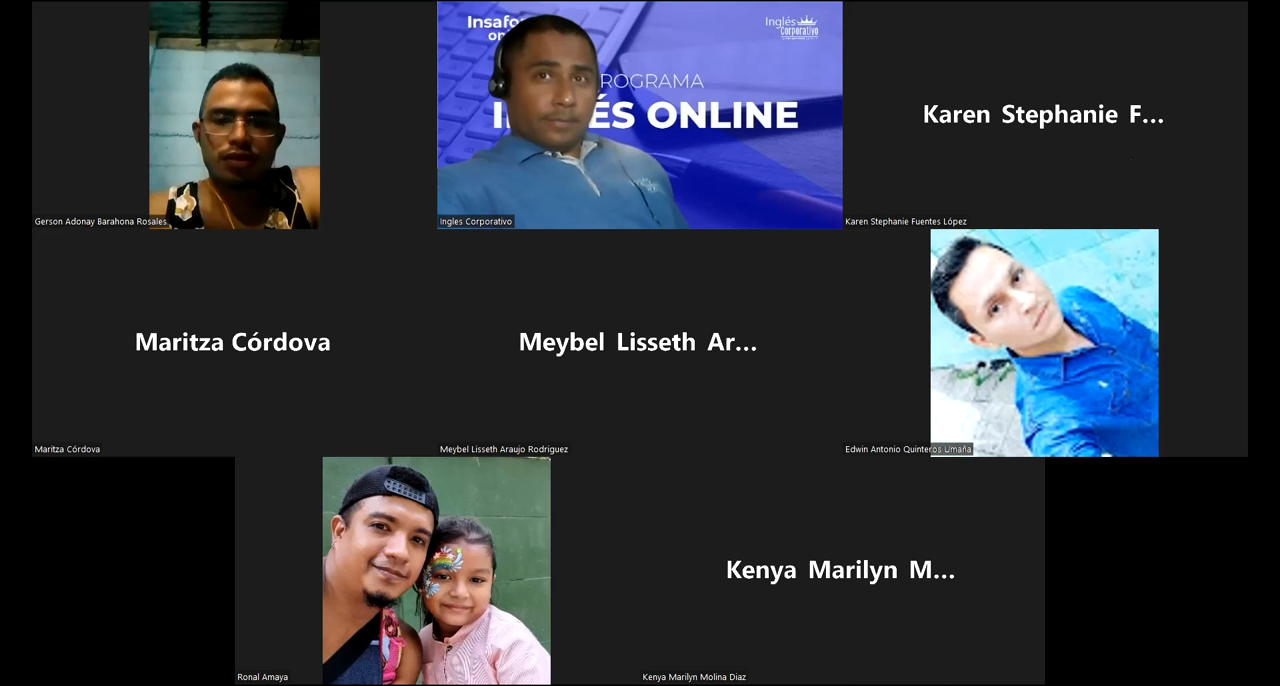 Insafo
on
Inglés
Corporativo
ROGRAMA
I ÉS ONLINE
Gerson Adonay Barahona Rosales
Ingles Corporativo
Karen Stephanie F...
Karen Stephanie Fuentes López
Maritza Córdova
Maritza Córdova
Meybel Lisseth Ar...
Meybel Lisseth Araujo Rodriguez
Edwin Antonio Quinteros Umaña
Ronal Amaya
Kenya Marilyn M...
Kenya Marilyn Molina Diaz